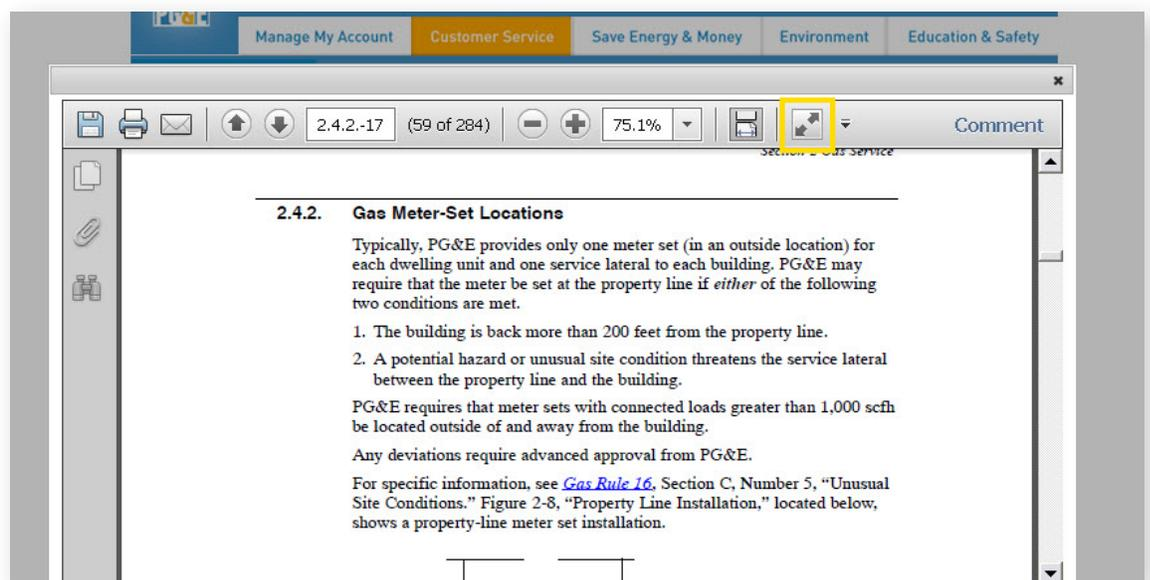 PG&E
Manage My Account
Customer Service
Save Energy & Money
Environment
Education & Safety
2.4.2.-17
(59 of 284)
75.1%
Comment
Section 2 Gas Service
2.4.2. Gas Meter-Set Locations
Typically, PG&E provides only one meter set (in an outside location) for
each dwelling unit and one service lateral to each building. PG&E may
require that the meter be set at the property line if either of the following
two conditions are met.
1. The building is back more than 200 feet from the property line.
2. A potential hazard or unusual site condition threatens the service lateral
between the property line and the building.
PG&E requires that meter sets with connected loads greater than 1,000 scfh
be located outside of and away from the building.
Any deviations require advanced approval from PG&E.
For specific information, see Gas Rule 16, Section C, Number 5, “Unusual
Site Conditions.” Figure 2-8, “Property Line Installation,” located below,
shows a property-line meter set installation.